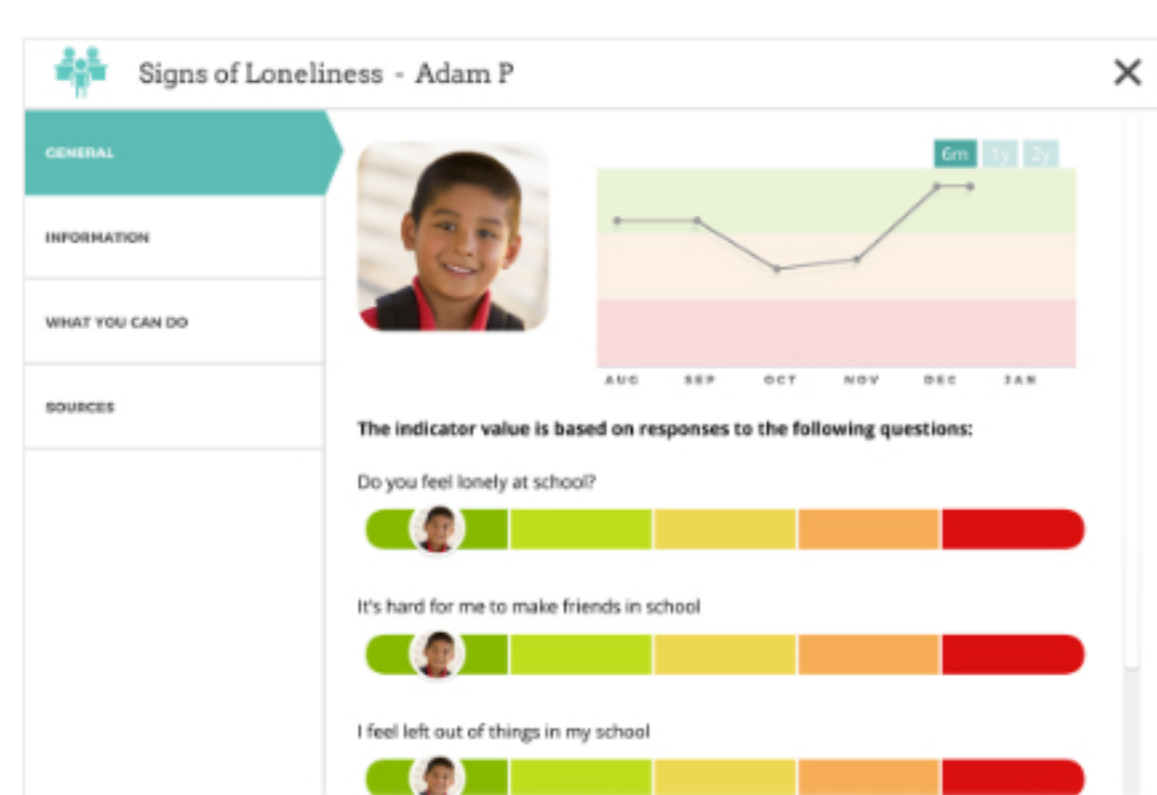 Signs of Loneliness - Adam P
GENERAL
INFORMATION
WHAT YOU CAN DO
SOURCES
6m 1y 2y
AUG SEP OCT NOV DEC JAN
The indicator value is based on responses to the following questions:
Do you feel lonely at school?
It's hard for me to make friends in school
I feel left out of things in my school